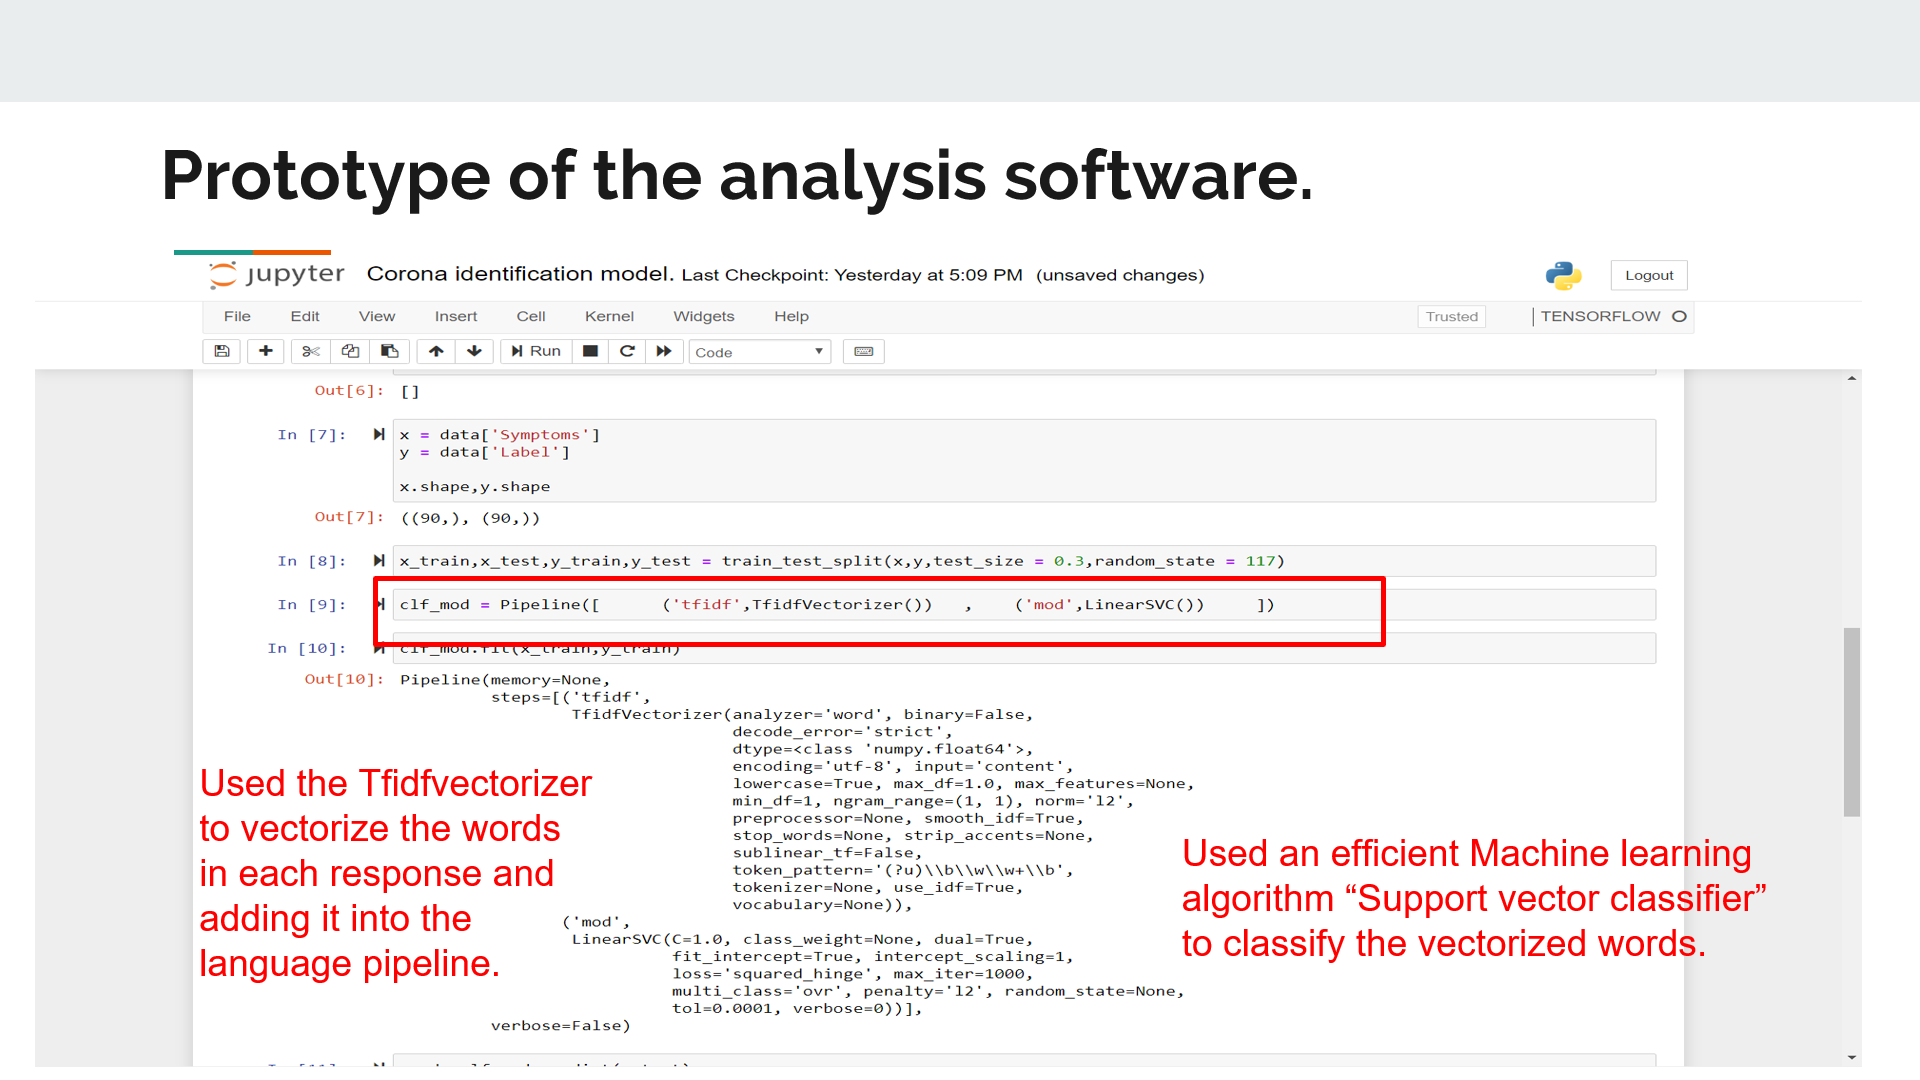 Prototype of the analysis software.
jupyter Corona identification model. Last Checkpoint: Yesterday at 5:09 PM (unsaved changes) Logout
File Edit View Insert Cell Kernel Widgets Help Trusted TENSORFLOW
Run Code
Out[6]: []
In [7]: x = data['Symptoms']
y = data['Label']
x.shape,y.shape
Out[7]: ((90,), (90,))
In [8]: x_train,x_test,y_train,y_test = train_test_split(x,y,test_size = 0.3,random_state = 117)
In [9]: clf_mod = Pipeline([ ('tfidf',TfidfVectorizer()) , ('mod',LinearSVC()) ])
In [10]: clf_mod.fit(x_train,y_train)
Out[10]: Pipeline(memory=None,
steps=[('tfidf',
TfidfVectorizer(analyzer='word', binary=False,
decode_error='strict',
dtype=<class 'numpy.float64'>,
encoding='utf-8', input='content',
lowercase=True, max_df=1.0, max_features=None,
min_df=1, ngram_range=(1, 1), norm='l2',
preprocessor=None, smooth_idf=True,
stop_words=None, strip_accents=None,
sublinear_tf=False,
token_pattern='(?u)\\b\\w\\w+\\b',
tokenizer=None, use_idf=True,
vocabulary=None)),
('mod',
LinearSVC(C=1.0, class_weight=None, dual=True,
fit_intercept=True, intercept_scaling=1,
loss='squared_hinge', max_iter=1000,
multi_class='ovr', penalty='l2', random_state=None,
tol=0.0001, verbose=0))],
verbose=False)
Used the Tfidfvectorizer
to vectorize the words
in each response and
adding it into the
language pipeline.
Used an efficient Machine learning
algorithm “Support vector classifier”
to classify the vectorized words.